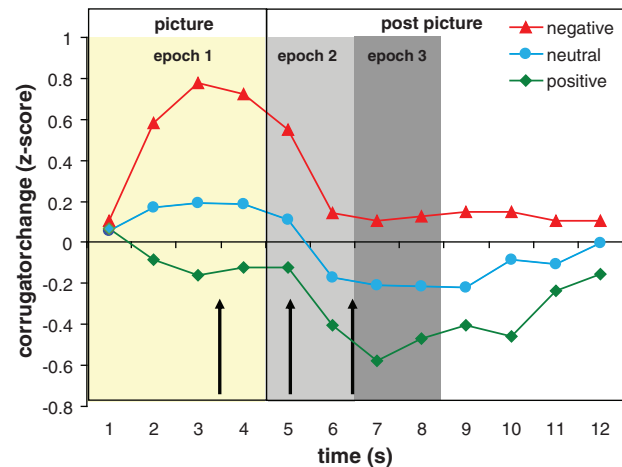 picture
post picture
epoch 1
epoch 2
epoch 3
negative
neutral
positive
corrugatorchange (z-score)
1
0.8
0.6
0.4
0.2
0
-0.2
-0.4
-0.6
-0.8
1 2 3 4 5 6 7 8 9 10 11 12
time (s)